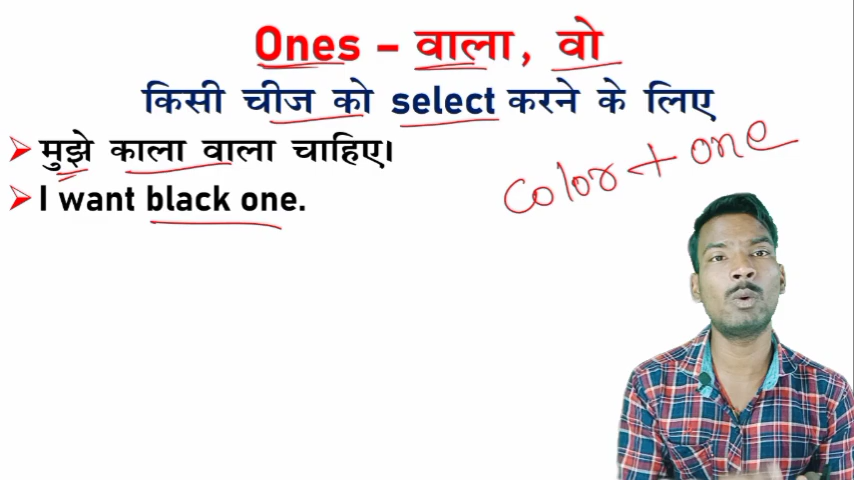 Ones – वाला, वो
किसी चीज को select करने के लिए
मुझे काला वाला चाहिए।
I want black one.
Color + one